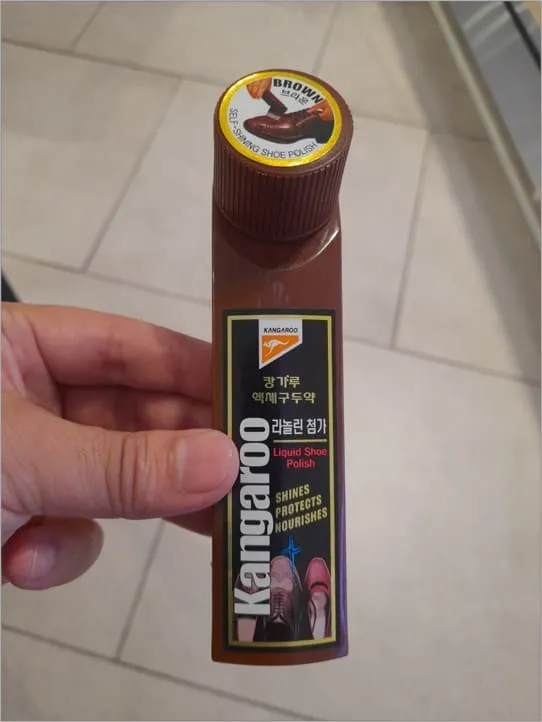 BROWN
브라운
SELF-SHINING SHOE POLISH
KANGAROO
캉가루
액체구두약
라놀린 첨가
Liquid Shoe
Polish
Kangaroo
SHINES
PROTECTS
NOURISHES